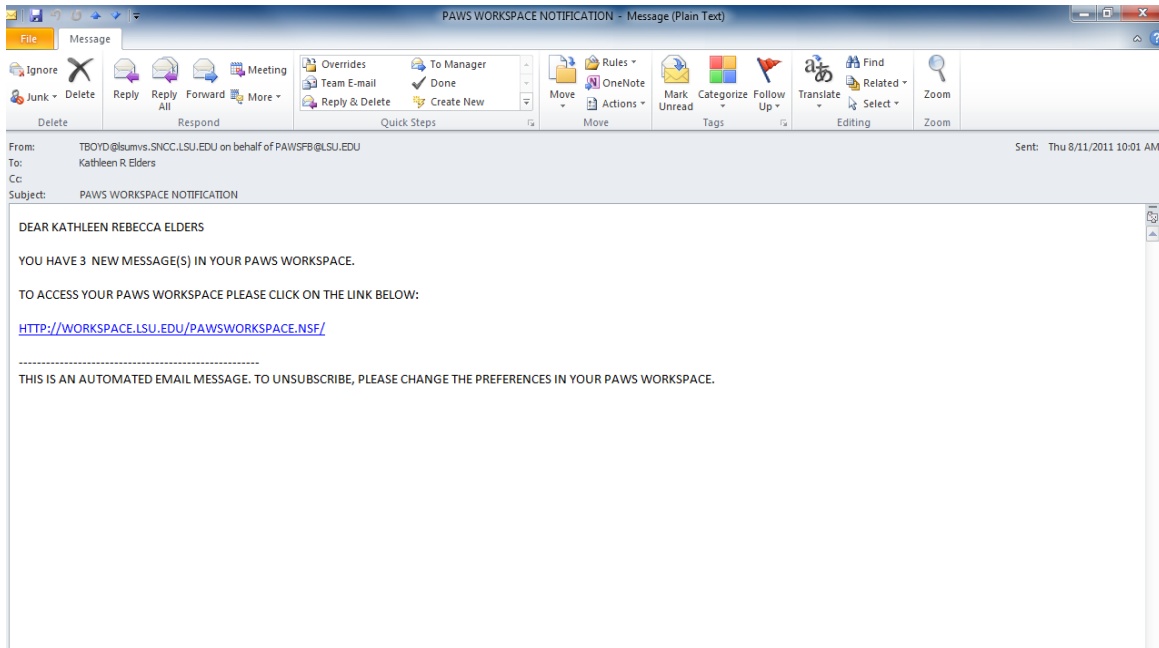 PAWS WORKSPACE NOTIFICATION - Message (Plain Text)
File Message
Ignore
Junk
Delete
Reply
Reply All
Forward
Meeting
More
Overrides
Team E-mail
Reply & Delete
To Manager
Done
Create New
Move
Rules
OneNote
Actions
Mark Unread
Categorize
Follow Up
Translate
Find
Related
Select
Zoom
Delete Respond Quick Steps Move Tags Editing Zoom
From: TBOYD@lsumvs.SNCC.LSU.EDU on behalf of PAWSFB@LSU.EDU Sent: Thu 8/11/2011 10:01 AM
To: Kathleen R Elders
Cc:
Subject: PAWS WORKSPACE NOTIFICATION
DEAR KATHLEEN REBECCA ELDERS
YOU HAVE 3 NEW MESSAGE(S) IN YOUR PAWS WORKSPACE.
TO ACCESS YOUR PAWS WORKSPACE PLEASE CLICK ON THE LINK BELOW:
HTTP://WORKSPACE.LSU.EDU/PAWSWORKSPACE.NSF/
-----------------------------------------------------
THIS IS AN AUTOMATED EMAIL MESSAGE. TO UNSUBSCRIBE, PLEASE CHANGE THE PREFERENCES IN YOUR PAWS WORKSPACE.